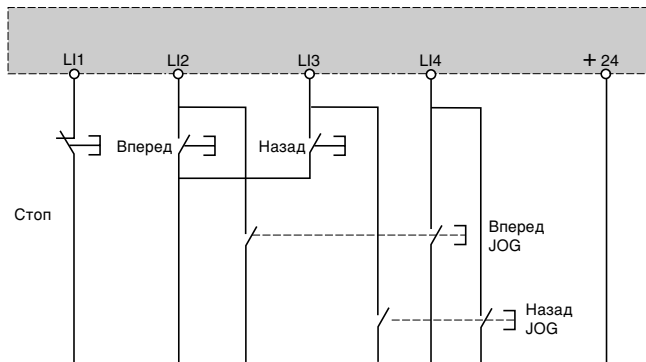 LI1 LI2 LI3 LI4 + 24
Вперед Назад
Стоп
Вперед
JOG
Назад
JOG